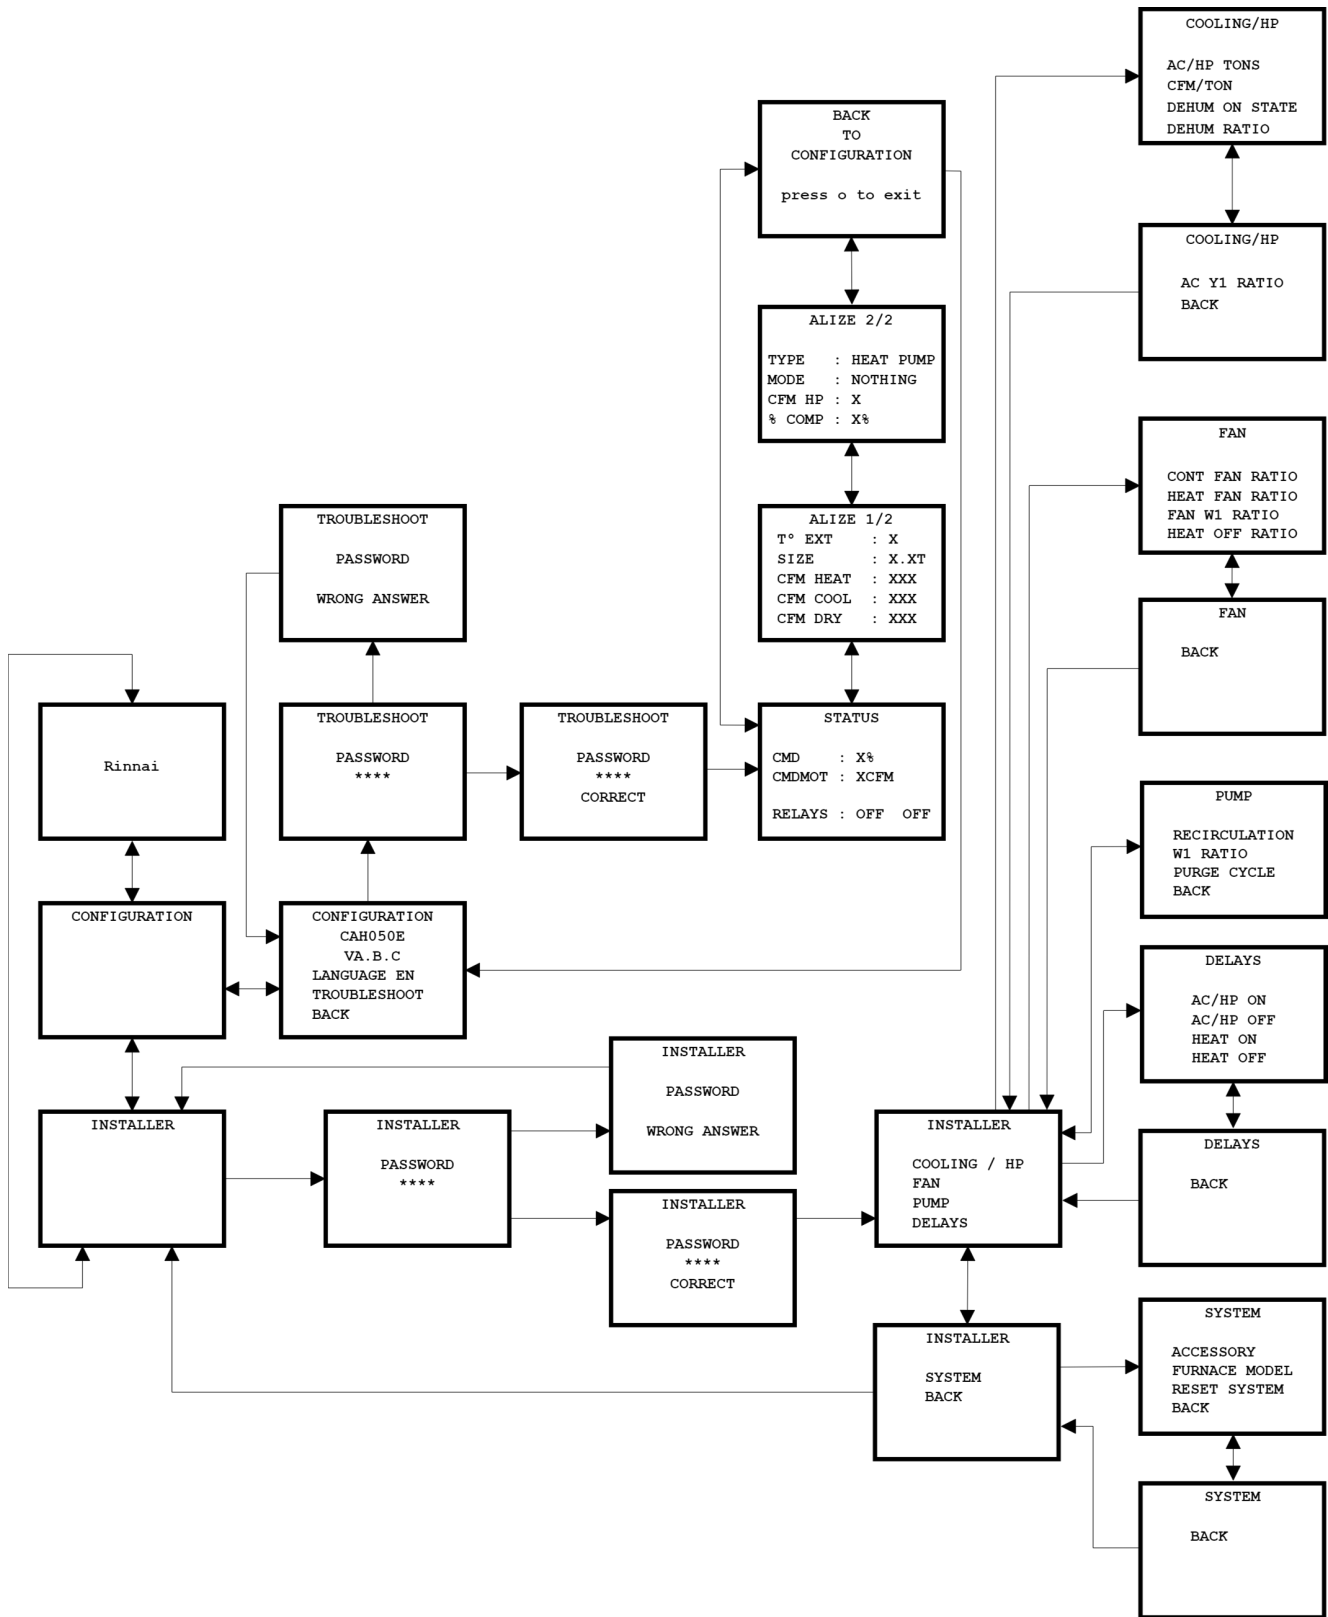 COOLING/HP
AC/HP TONS
CFM/TON
DEHUM ON STATE
DEHUM RATIO
BACK
TO
CONFIGURATION
press o to exit
COOLING/HP
AC Y1 RATIO
BACK
ALIZE 2/2
TYPE : HEAT PUMP
MODE : NOTHING
CFM HP : X
% COMP : X%
FAN
CONT FAN RATIO
HEAT FAN RATIO
FAN W1 RATIO
HEAT OFF RATIO
TROUBLESHOOT
PASSWORD
WRONG ANSWER
ALIZE 1/2
T° EXT : X
SIZE : X.XT
CFM HEAT : XXX
CFM COOL : XXX
CFM DRY : XXX
FAN
BACK
Rinnai
TROUBLESHOOT
PASSWORD
****
TROUBLESHOOT
PASSWORD
****
CORRECT
STATUS
CMD : X%
CMDMOT : XCFM
RELAYS : OFF OFF
PUMP
RECIRCULATION
W1 RATIO
PURGE CYCLE
BACK
CONFIGURATION
CONFIGURATION
CAH050E
VA.B.C
LANGUAGE EN
TROUBLESHOOT
BACK
DELAYS
AC/HP ON
AC/HP OFF
HEAT ON
HEAT OFF
INSTALLER
PASSWORD
WRONG ANSWER
INSTALLER
INSTALLER
PASSWORD
****
INSTALLER
COOLING / HP
FAN
PUMP
DELAYS
DELAYS
BACK
INSTALLER
PASSWORD
****
CORRECT
INSTALLER
SYSTEM
BACK
SYSTEM
ACCESSORY
FURNACE MODEL
RESET SYSTEM
BACK
SYSTEM
BACK